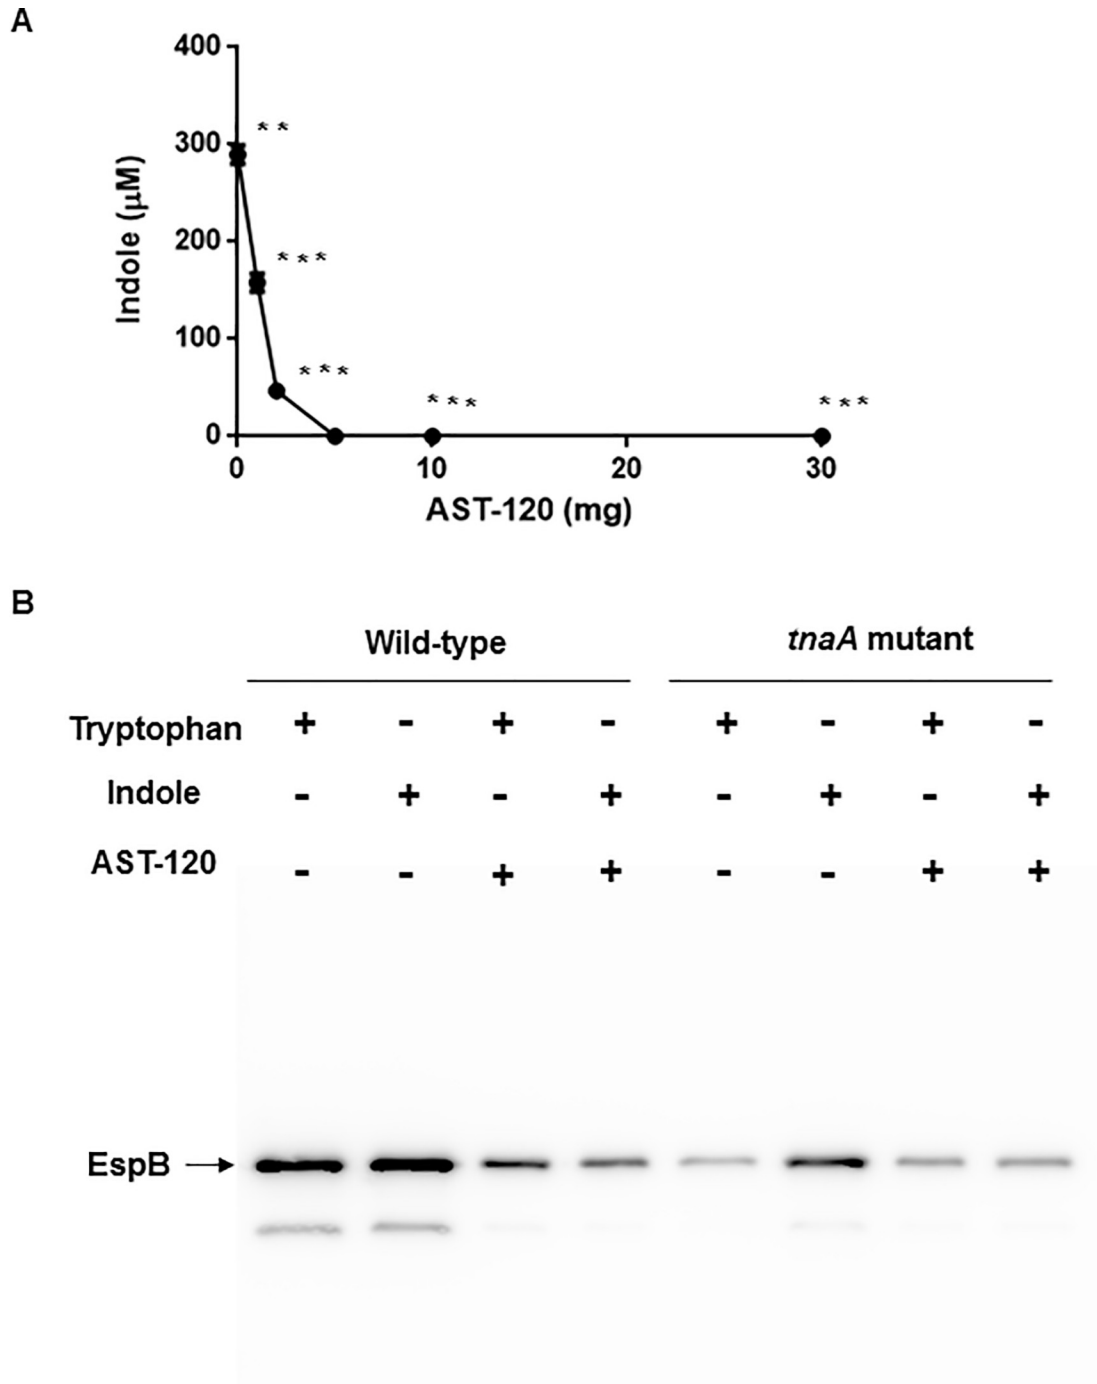 A
400
300
200
100
0
Indole (μM)
**
***
***
***
***
0 10 20 30
AST-120 (mg)
B
Wild-type tnaA mutant
Tryptophan + - + - + - + -
Indole - + - + - + - +
AST-120 - - + + - - + +
EspB